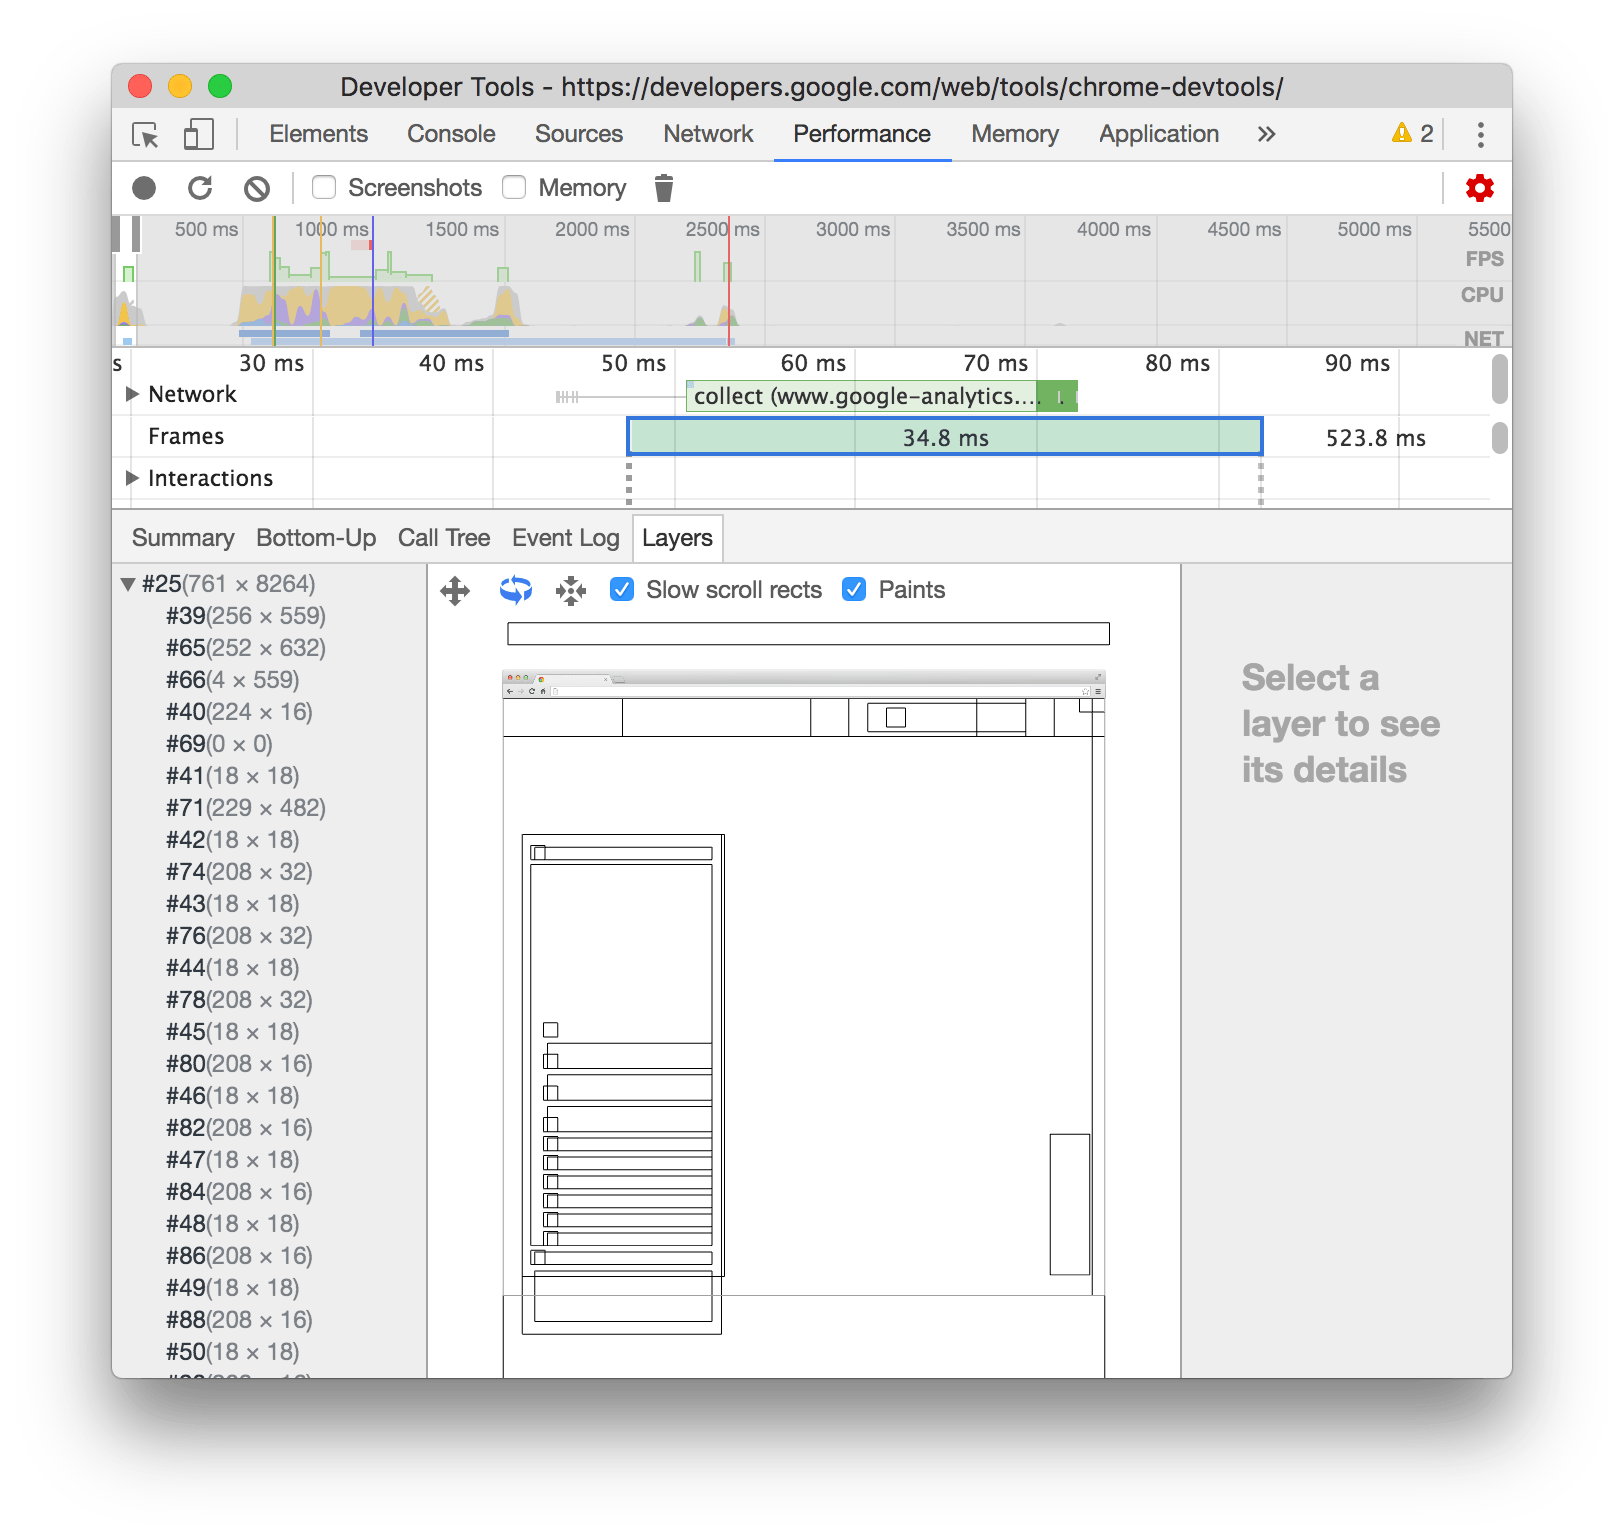 Developer Tools - https://developers.google.com/web/tools/chrome-devtools/
Elements Console Sources Network Performance Memory Application » 2
Screenshots Memory
500 ms 1000 ms 1500 ms 2000 ms 2500 ms 3000 ms 3500 ms 4000 ms 4500 ms 5000 ms 5500
FPS
CPU
NET
s 30 ms 40 ms 50 ms 60 ms 70 ms 80 ms 90 ms
Network collect (www.google-analytics....
Frames 34.8 ms 523.8 ms
Interactions
Summary Bottom-Up Call Tree Event Log Layers
Slow scroll rects Paints
#25(761 × 8264)
#39(256 × 559)
#65(252 × 632)
#66(4 × 559)
#40(224 × 16)
#69(0 × 0)
#41(18 × 18)
#71(229 × 482)
#42(18 × 18)
#74(208 × 32)
#43(18 × 18)
#76(208 × 32)
#44(18 × 18)
#78(208 × 32)
#45(18 × 18)
#80(208 × 16)
#46(18 × 18)
#82(208 × 16)
#47(18 × 18)
#84(208 × 16)
#48(18 × 18)
#86(208 × 16)
#49(18 × 18)
#88(208 × 16)
#50(18 × 18)
Select a
layer to see
its details